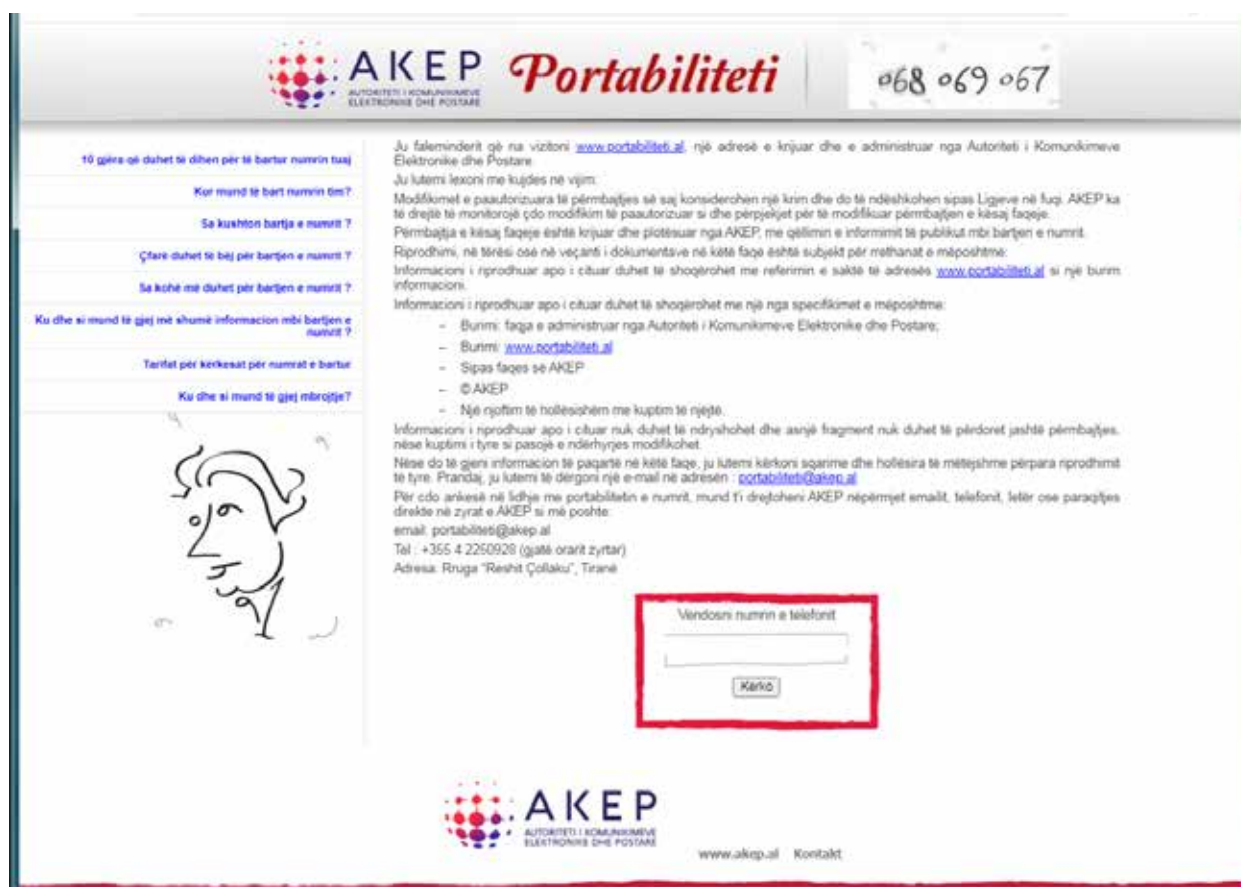 AKEP
AUTORITETI I KOMUNIKIMEVE
ELEKTRONIKE DHE POSTARE
Portabiliteti
068 069 067
10 gjëra që duhet të dihen për të bartur numrin tuaj
Kur mund të bart numrin tim?
Sa kushton bartja e numrit ?
Çfarë duhet të bëj për bartjen e numrit ?
Sa kohë më duhet për bartjen e numrit ?
Ku dhe si mund të gjej më shumë informacion mbi bartjen e
numrit ?
Tarifat për kërkesat për numrat e bartur
Ku dhe si mund të gjej mbrojtje?
Ju faleminderit që na vizitoni www.portabiliteti.al, një adresë e krijuar dhe e administruar nga Autoriteti i Komunikimeve
Elektronike dhe Postare.
Ju lutemi lexoni me kujdes në vijim:
Modifikimet e paautorizuara të përmbajtjes së saj konsiderohen një krim dhe do të ndëshkohen sipas Ligjeve në fuqi. AKEP ka
të drejtë të monitorojë çdo modifikim të paautorizuar si dhe përpjekjet për të modifikuar përmbajtjen e kësaj faqeje.
Përmbajtja e kësaj faqeje është krijuar dhe plotësuar nga AKEP, me qëllimin e informimit të publikut mbi bartjen e numrit.
Riprodhimi, në tërësi ose në veçanti i dokumentave në këtë faqe është subjekt për rrethanat e mëposhtme:
Informacioni i riprodhuar apo i cituar duhet të shoqërohet me referimin e saktë të adresës www.portabiliteti.al si një burim
informacioni.
Informacioni i riprodhuar apo i cituar duhet të shoqërohet me një nga specifikimet e mëposhtme:
– Burimi: faqja e administruar nga Autoriteti i Komunikimeve Elektronike dhe Postare;
– Burimi: www.portabiliteti.al
– Sipas faqes së AKEP
– © AKEP
– Një njoftim të hollësishëm me kuptim të njëjtë.
Informacioni i riprodhuar apo i cituar nuk duhet të ndryshohet dhe asnjë fragment nuk duhet të përdoret jashtë përmbajtjes,
nëse kuptimi i tyre si pasojë e ndërhyrjes modifikohet.
Nëse do të gjeni informacion të paqartë në këtë faqe, ju lutemi kërkoni sqarime dhe hollësira të mëtejshme përpara riprodhimit
të tyre. Prandaj, ju lutemi të dërgoni një e-mail në adresën : portabiliteti@akep.al
Për cdo ankesë në lidhje me portabilitetin e numrit, mund t'i drejtoheni AKEP nëpërmjet emailit, telefonit, letër ose paraqitjes
direkte në zyrat e AKEP si më poshtë:
email: portabiliteti@akep.al
Tel : +355 4 2250928 (gjatë orarit zyrtar)
Adresa: Rruga "Reshit Çollaku", Tiranë
Vendosni numrin e telefonit
Kërko
AKEP
AUTORITETI I KOMUNIKIMEVE
ELEKTRONIKE DHE POSTARE
www.akep.al Kontakt